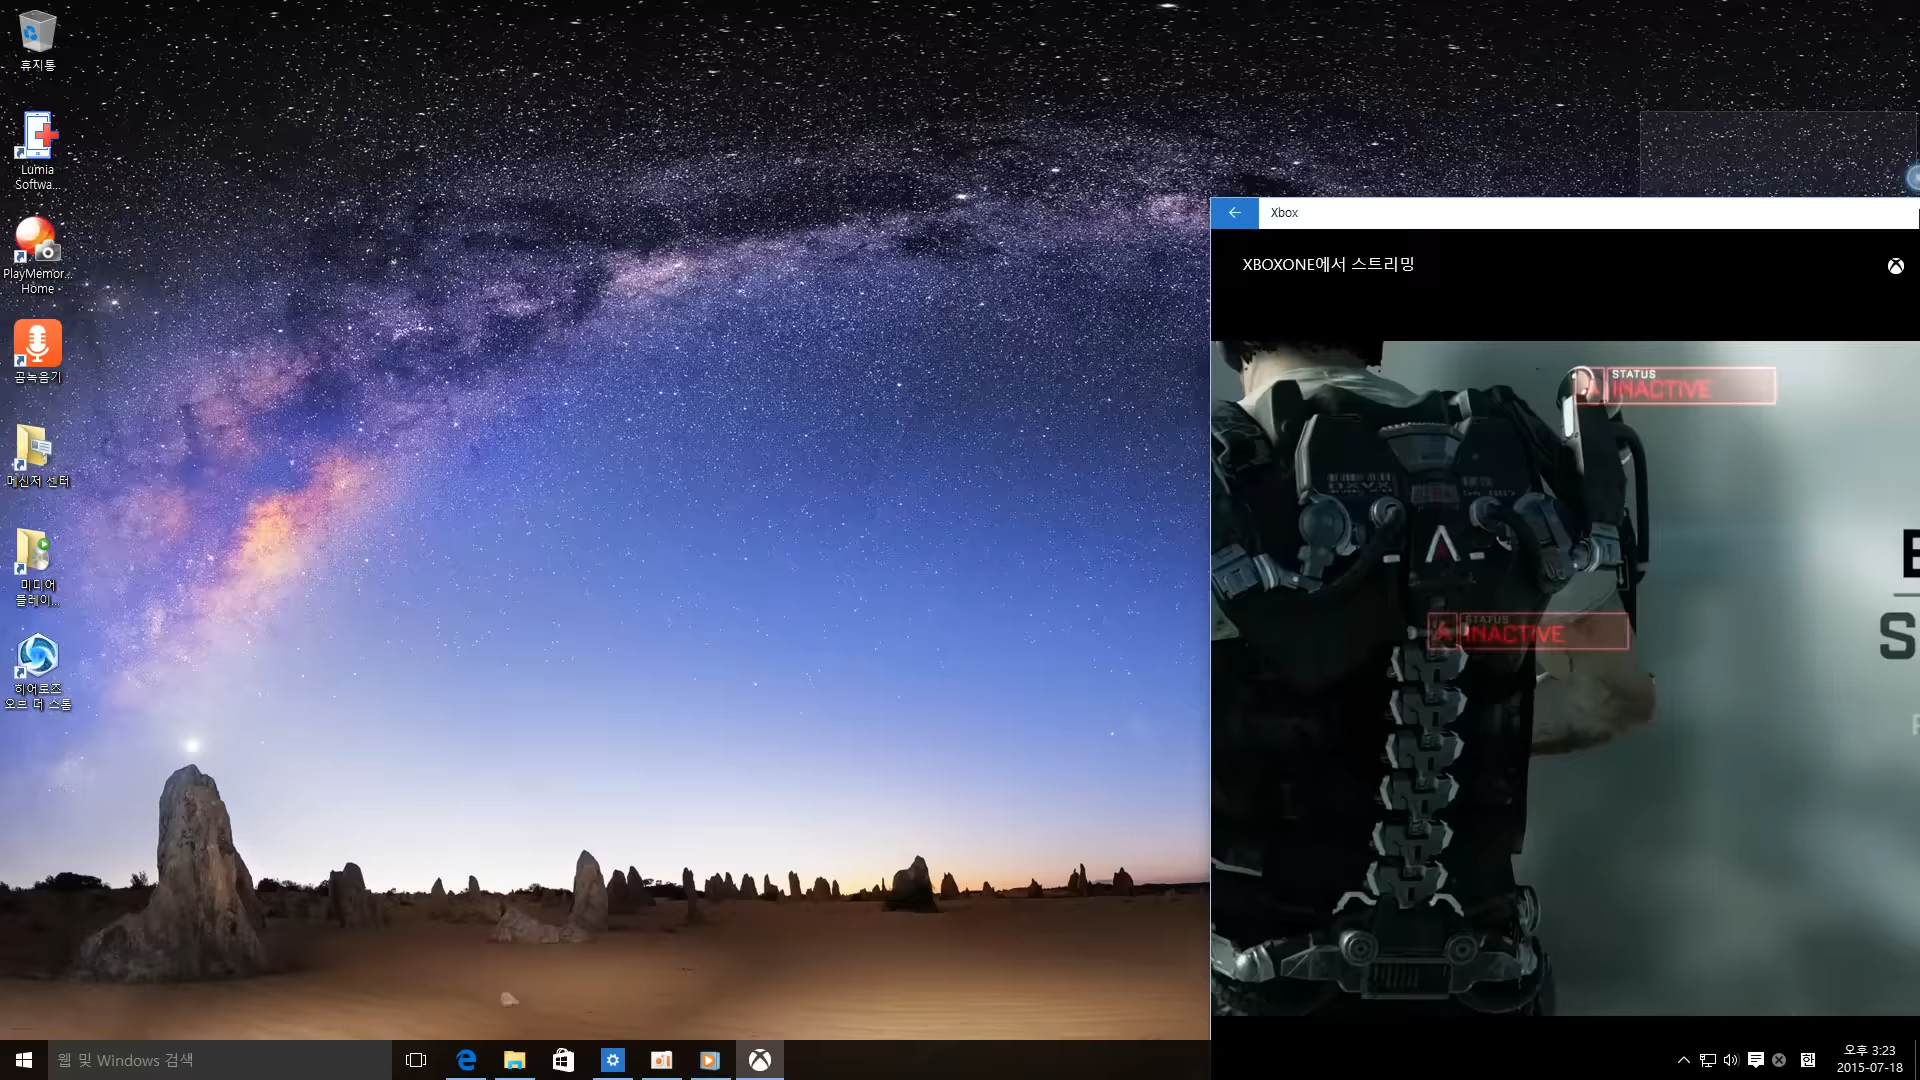 휴지통
Lumia
Softwa...
PlayMemor...
Home
곰녹음기
메신저 센터
미디어
플레이...
히어로즈
오브 더 스톰
Xbox
XBOXONE에서 스트리밍
STATUS
INACTIVE
STATUS
INACTIVE
S
웹 및 Windows 검색
한
오후 3:23
2015-07-18